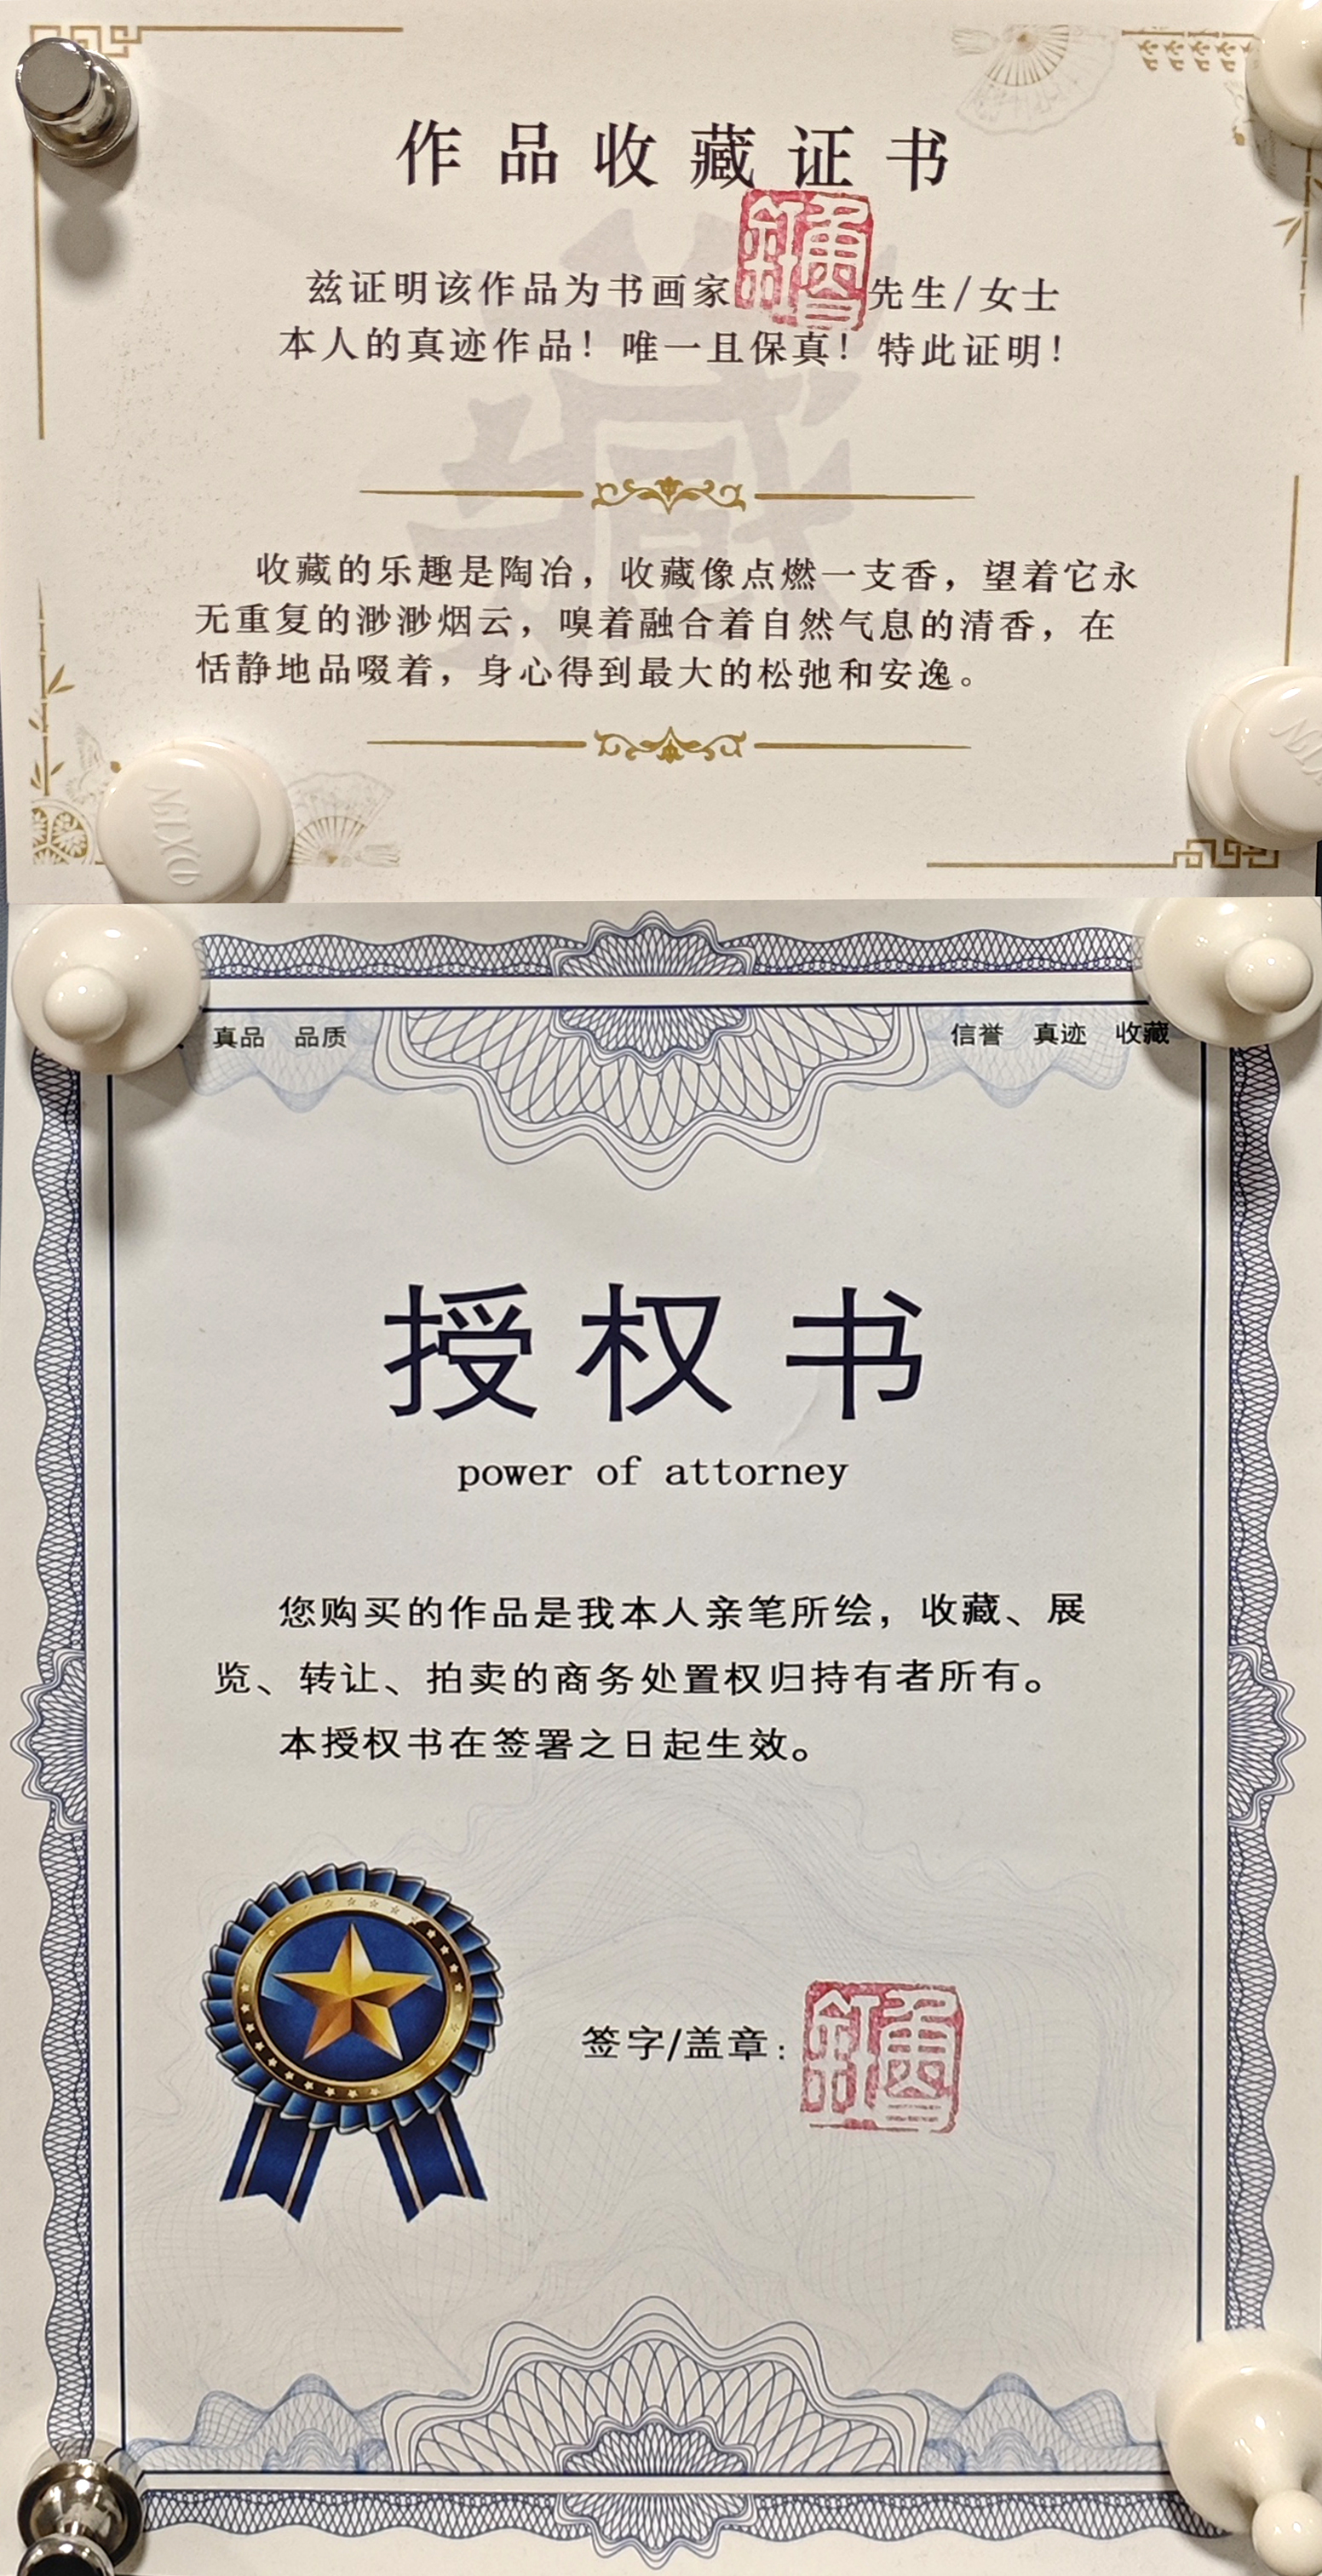 作品收藏证书
兹证明该作品为书画家 先生/女士
本人的真迹作品！唯一且保真！特此证明！
藏
收藏的乐趣是陶冶，收藏像点燃一支香，望着它永
无重复的渺渺烟云，嗅着融合着自然气息的清香，在
恬静地品啜着，身心得到最大的松弛和安逸。
真品 品质 信誉 真迹 收藏
授权书
power of attorney
您购买的作品是我本人亲笔所绘，收藏、展
览、转让、拍卖的商务处置权归持有者所有。
本授权书在签署之日起生效。
签字/盖章：